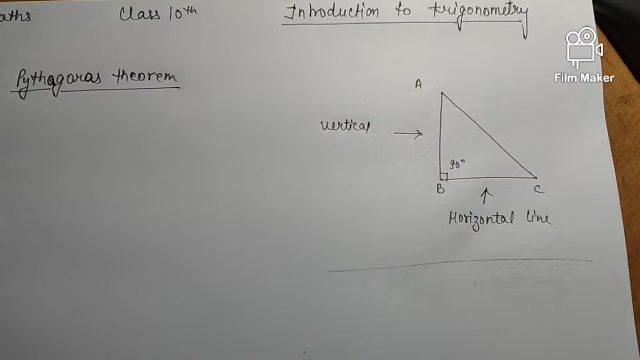 aths Class 10th Introduction to trigonometry
Film Maker
Pythagoras theorem
A
vertical
90°
B C
Horizontal line